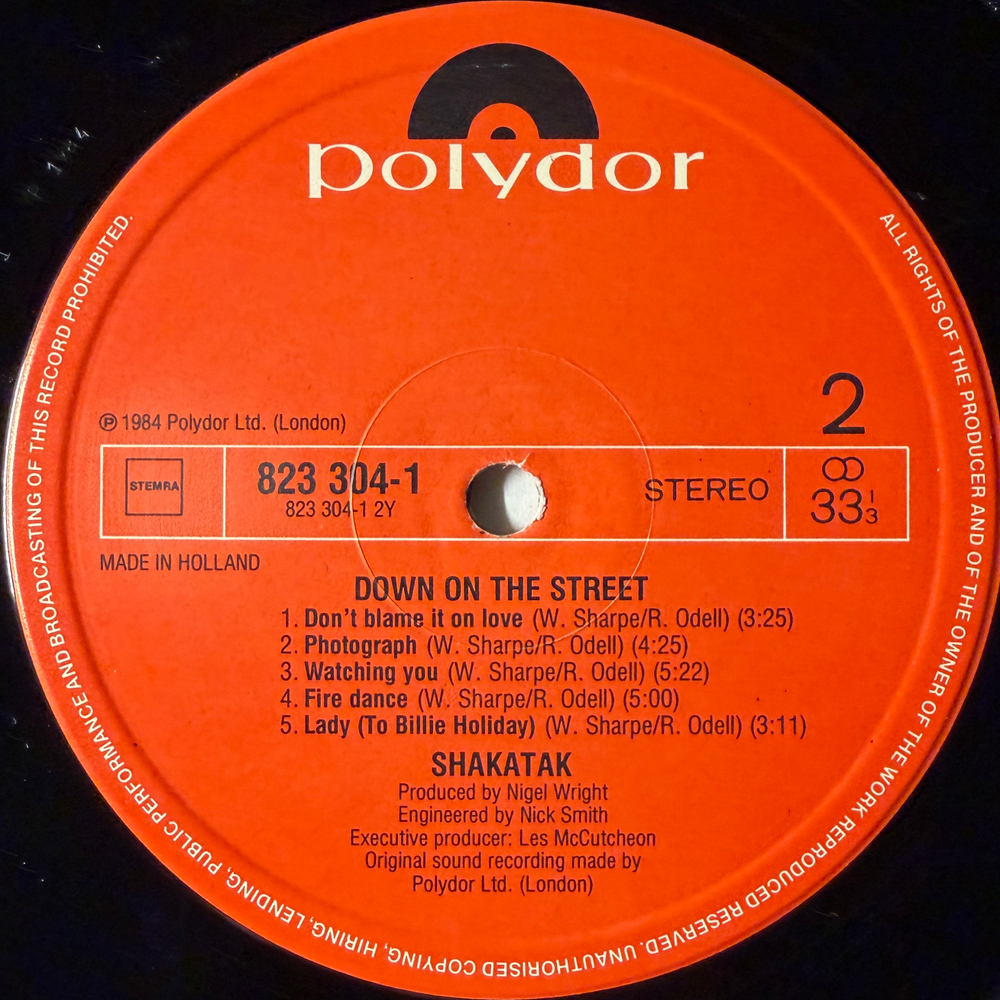 polydor
ALL RIGHTS OF THE PRODUCER AND OF THE OWNER OF THE WORK REPRODUCED RESERVED. UNAUTHORISED COPYING, HIRING, LENDING, PUBLIC PERFORMANCE AND BROADCASTING OF THIS RECORD PROHIBITED.
2
℗ 1984 Polydor Ltd. (London)
STEMRA
823 304-1
823 304-1 2Y
STEREO
33 1/3
MADE IN HOLLAND
DOWN ON THE STREET
1. Don't blame it on love (W. Sharpe/R. Odell) (3:25)
2. Photograph (W. Sharpe/R. Odell) (4:25)
3. Watching you (W. Sharpe/R. Odell) (5:22)
4. Fire dance (W. Sharpe/R. Odell) (5:00)
5. Lady (To Billie Holiday) (W. Sharpe/R. Odell) (3:11)
SHAKATAK
Produced by Nigel Wright
Engineered by Nick Smith
Executive producer: Les McCutcheon
Original sound recording made by
Polydor Ltd. (London)